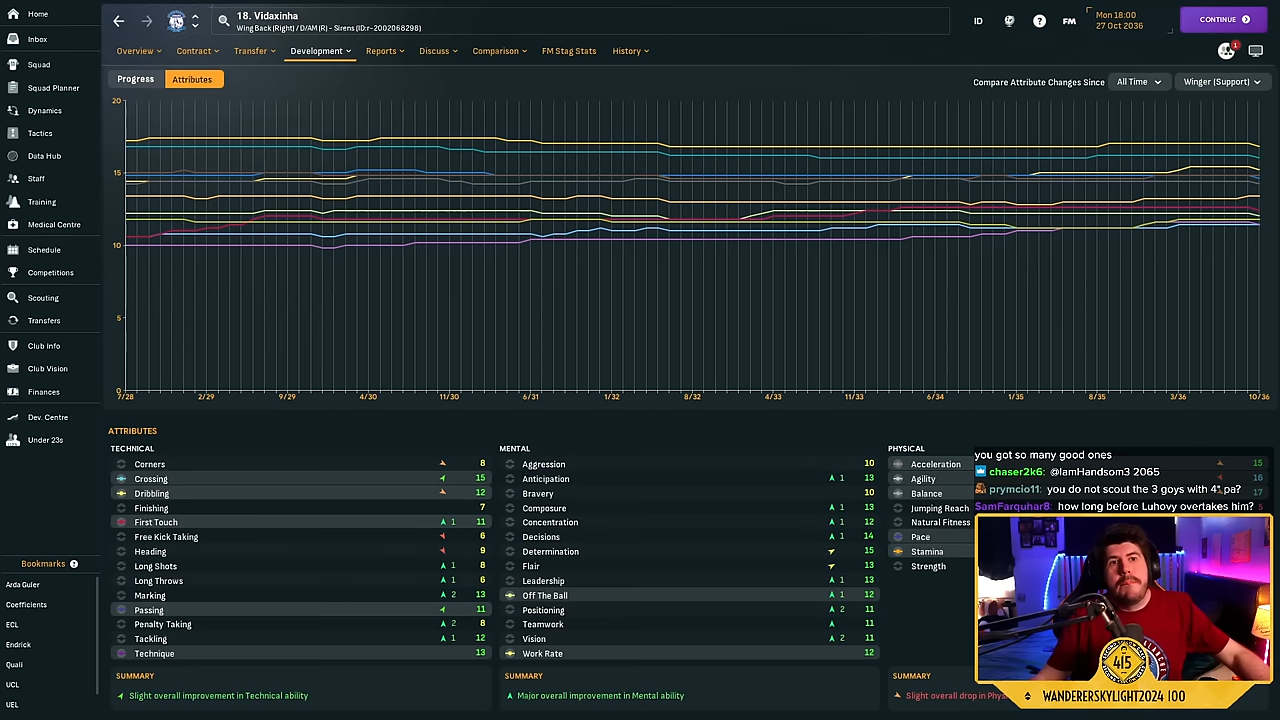 Home
Inbox
Squad
Squad Planner
Dynamics
Tactics
Data Hub
Staff
Training
Medical Centre
Schedule
Competitions
Scouting
Transfers
Club Info
Club Vision
Finances
Dev. Centre
Under 23s
Bookmarks ?
Arda Guler
Coefficients
ECL
Endrick
Quali
UCL
UEL
18. Vidaxinha
Wing Back (Right) / D/AM (R) - Sirens (ID:r-2002068298)
ID ? FM
Mon 18:00
27 Oct 2036
CONTINUE
1
Overview Contract Transfer Development Reports Discuss Comparison FM Stag Stats History
Progress Attributes
Compare Attribute Changes Since All Time Winger (Support)
20
15
10
5
0
7/28 2/29 9/29 4/30 11/30 6/31 1/32 8/32 4/33 11/33 6/34 1/35 8/35 3/36 10/36
ATTRIBUTES
TECHNICAL
Corners 8
Crossing 15
Dribbling 12
Finishing 7
First Touch 1 11
Free Kick Taking 6
Heading 9
Long Shots 1 8
Long Throws 1 6
Marking 2 13
Passing 11
Penalty Taking 2 8
Tackling 1 12
Technique 13
SUMMARY
Slight overall improvement in Technical ability
MENTAL
Aggression 10
Anticipation 1 13
Bravery 10
Composure 1 13
Concentration 1 12
Decisions 1 14
Determination 15
Flair 13
Leadership 1 13
Off The Ball 1 12
Positioning 2 11
Teamwork 11
Vision 2 11
Work Rate 12
SUMMARY
Major overall improvement in Mental ability
PHYSICAL
Acceleration 15
Agility 16
Balance 17
Jumping Reach
Natural Fitness
Pace
Stamina
Strength
SUMMARY
Slight overall drop in Phys
you got so many good ones
chaser2k6: @IamHandsom3 2065
prymcio11: you do not scout the 3 guys with 4* pa?
SamFarquhar8: how long before Luhovy overtakes him?
415
WANDERERSKYLIGHT2024 100